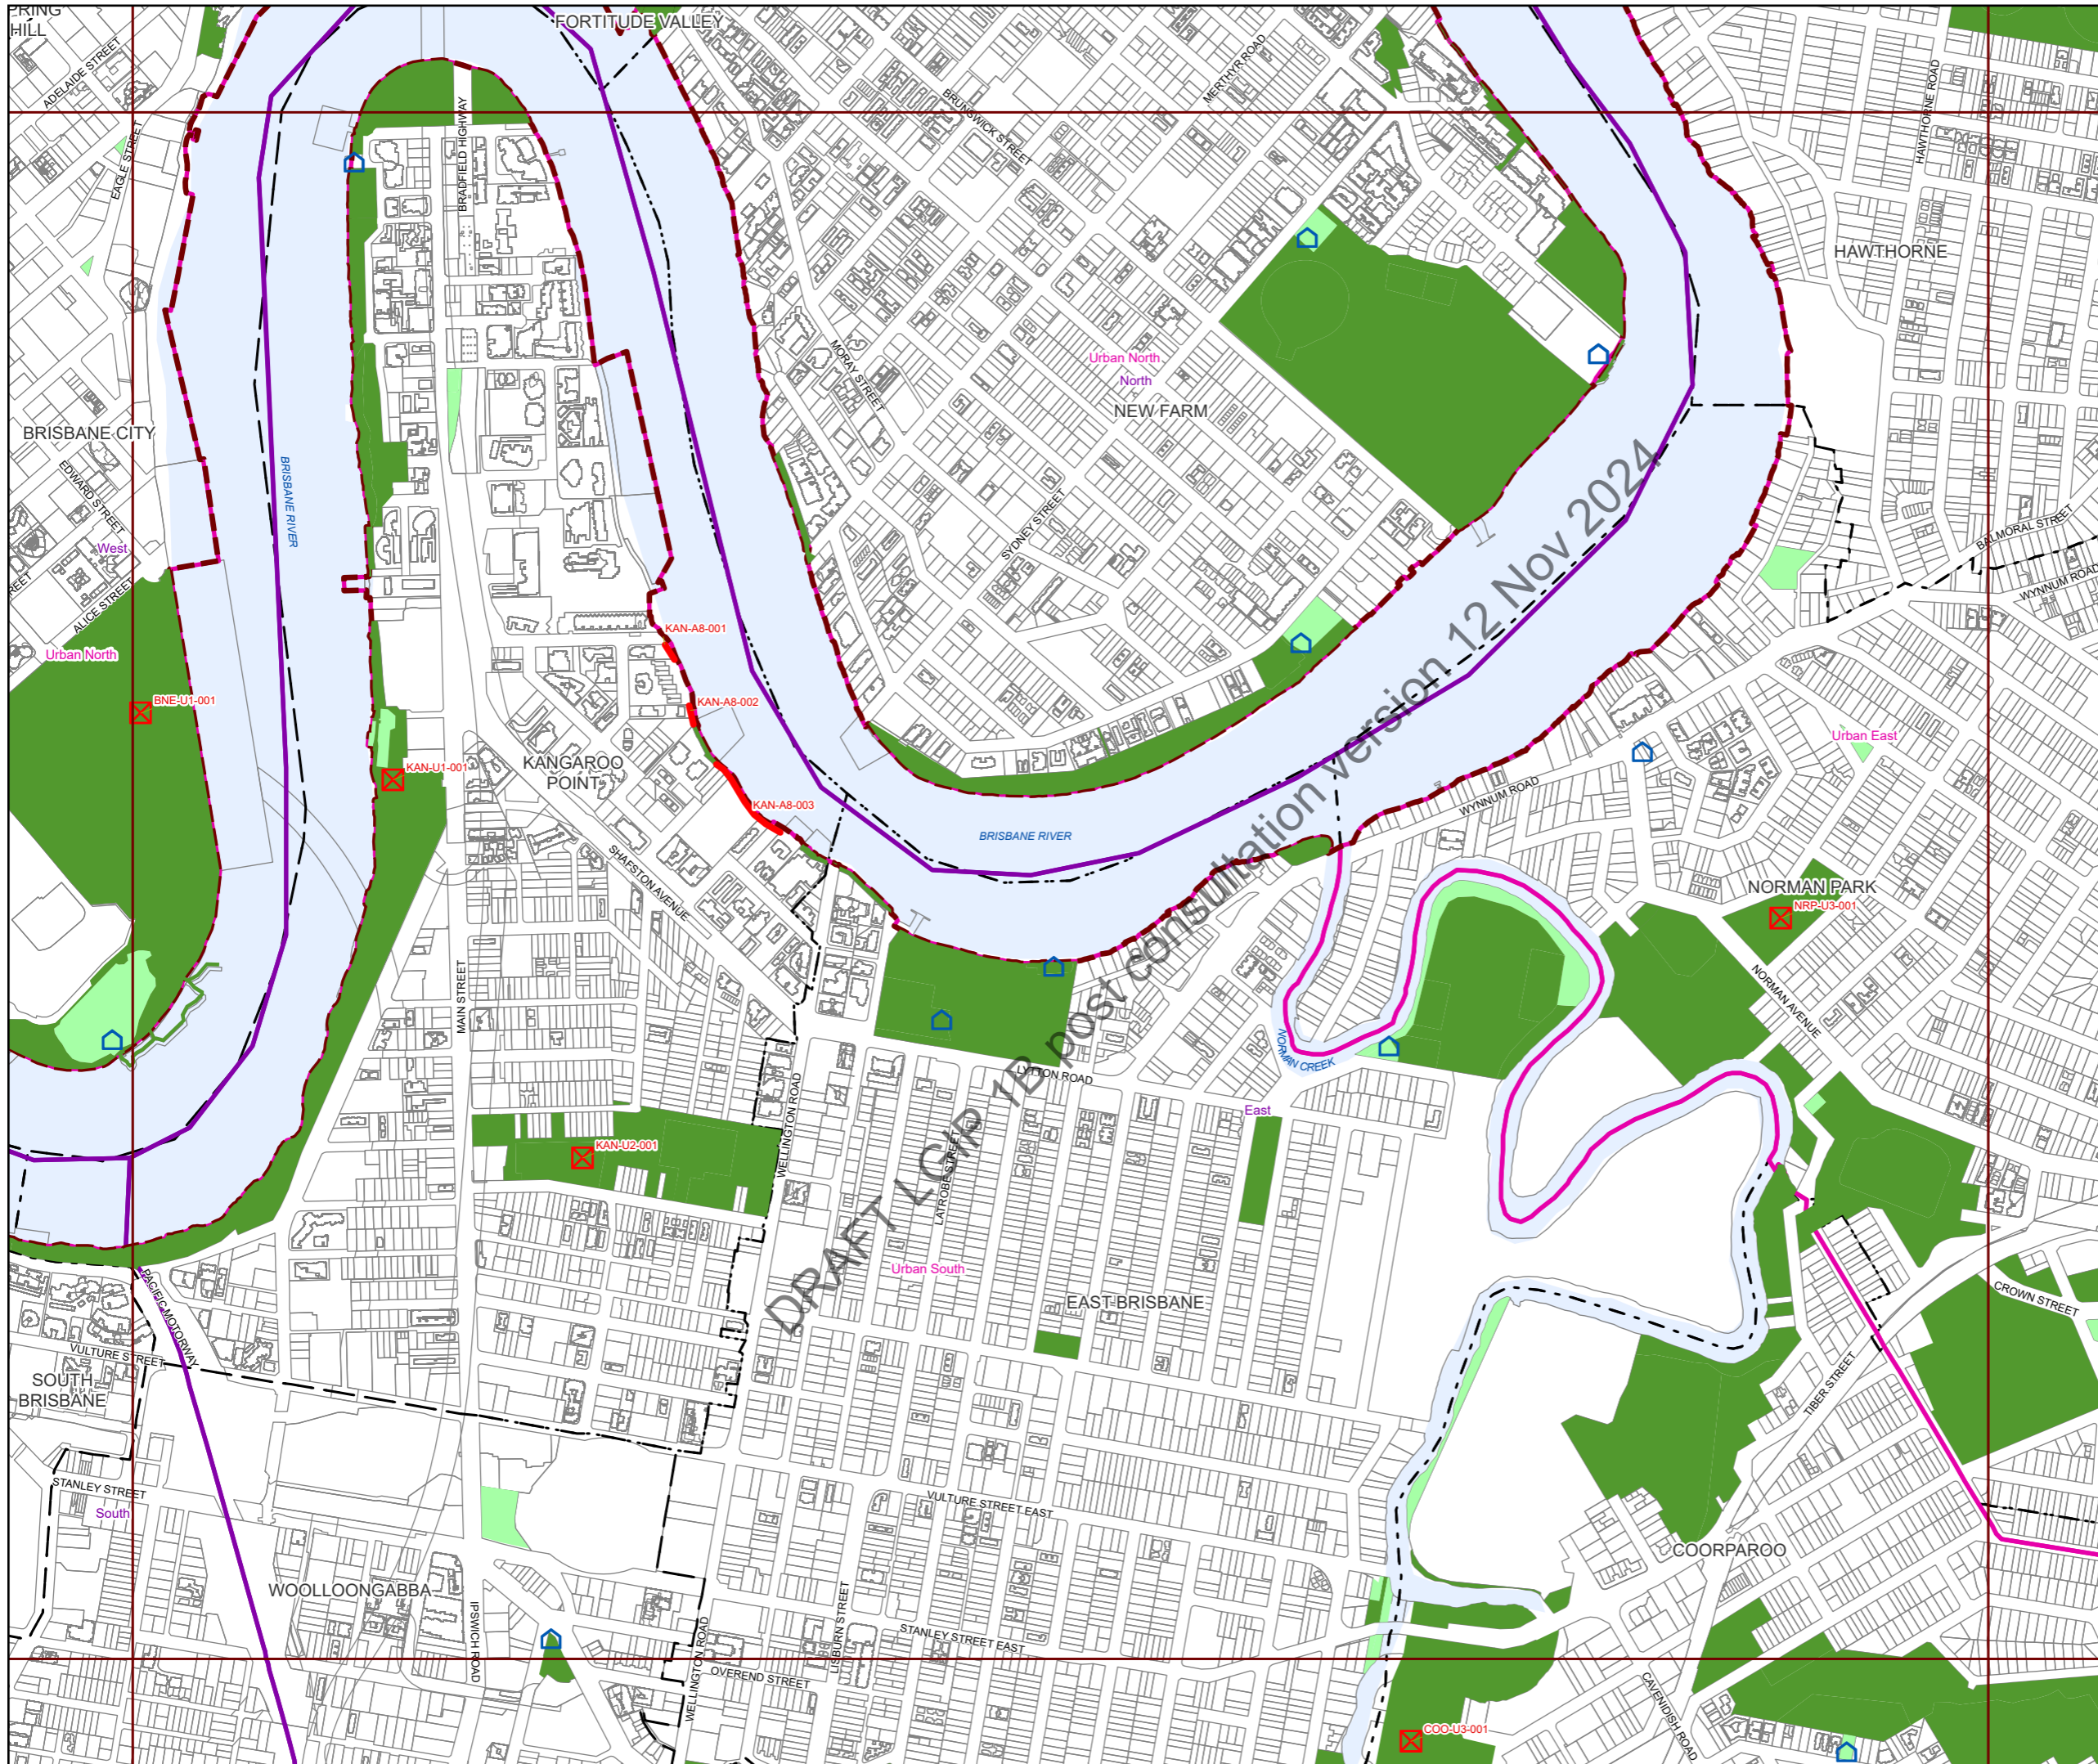 PRING
HILL
FORTITUDE VALLEY
ADELAIDE STREET
EAGLE STREET
BRADFIELD HIGHWAY
BRUNSWICK STREET
MERTHYR ROAD
HAWTHORNE ROAD
HAWTHORNE
MORAY STREET
Urban North
North
NEW FARM
BRISBANE CITY
EDWARD STREET
BRISBANE RIVER
SYDNEY STREET
BALMORAL STREET
WYNNUM ROAD
West
REET
ALICE STREET
Urban North
KAN-A8-001
BNE-U1-001
KAN-A8-002
Urban East
KANGAROO
POINT
KAN-U1-001
KAN-A8-003
WYNNUM ROAD
BRISBANE RIVER
SHAFSTON AVENUE
NORMAN PARK
NRP-U3-001
MAIN STREET
NORMAN AVENUE
NORMAN CREEK
LYTTON ROAD
WELLINGTON ROAD
East
KAN-U2-001
LATROBE STREET
DRAFT LGIP 1B post consultation version 12 Nov 2024
Urban South
EAST BRISBANE
PACIFIC MOTORWAY
CROWN STREET
VULTURE STREET
SOUTH
BRISBANE
TIBER STREET
STANLEY STREET
South
VULTURE STREET EAST
COORPAROO
WOOLLOONGABBA
IPSWICH ROAD
WELLINGTON ROAD
LISBURN STREET
STANLEY STREET EAST
OVEREND STREET
CAVENDISH ROAD
COO-U3-001